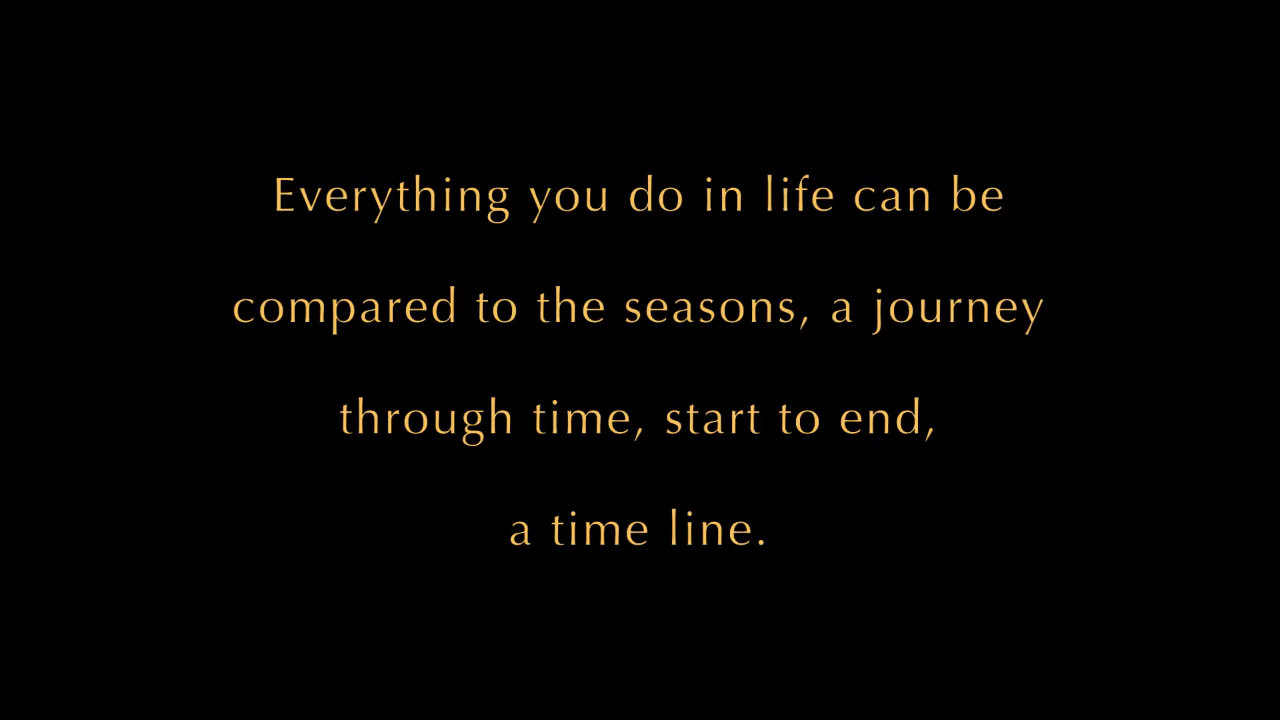 Everything you do in life can be
compared to the seasons, a journey
through time, start to end,
a time line.